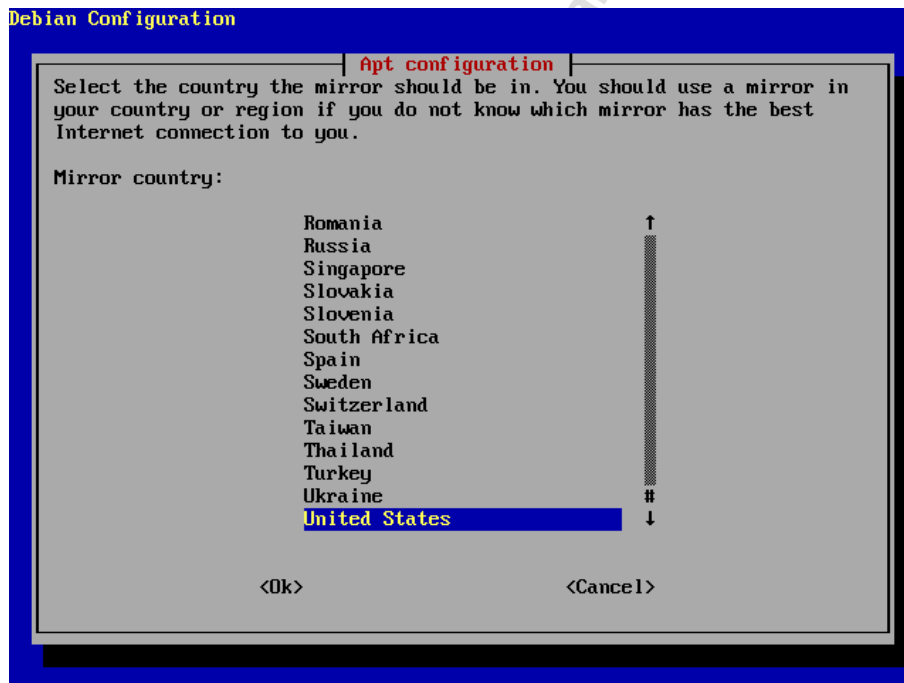 Debian Configuration
Apt configuration
Select the country the mirror should be in. You should use a mirror in
your country or region if you do not know which mirror has the best
Internet connection to you.
Mirror country:
Romania ↑
Russia
Singapore
Slovakia
Slovenia
South Africa
Spain
Sweden
Switzerland
Taiwan
Thailand
Turkey
Ukraine #
United States ↓
<Ok> <Cancel>